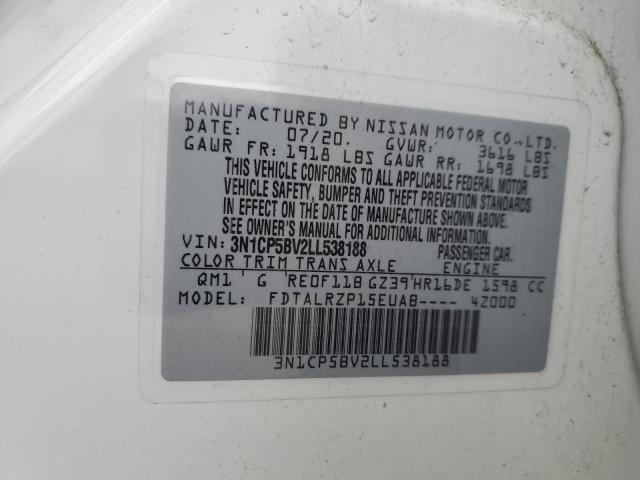 MANUFACTURED BY NISSAN MOTOR CO.,LTD.
DATE: 07/20. GVWR: 3616 LBS
GAWR FR: 1918 LBS GAWR RR: 1698 LBS
THIS VEHICLE CONFORMS TO ALL APPLICABLE FEDERAL MOTOR
VEHICLE SAFETY, BUMPER AND THEFT PREVENTION STANDARDS
IN EFFECT ON THE DATE OF MANUFACTURE SHOWN ABOVE.
SEE OWNER'S MANUAL FOR ADDITIONAL INFORMATION.
VIN: 3N1CP5BV2LL538188 PASSENGER CAR.
COLOR TRIM TRANS AXLE ENGINE
QM1 G RE0F11B GZ39 HR16DE 1598 CC
MODEL: FDTALRZP15EUAB---- 4Z000
3N1CP5BV2LL538188